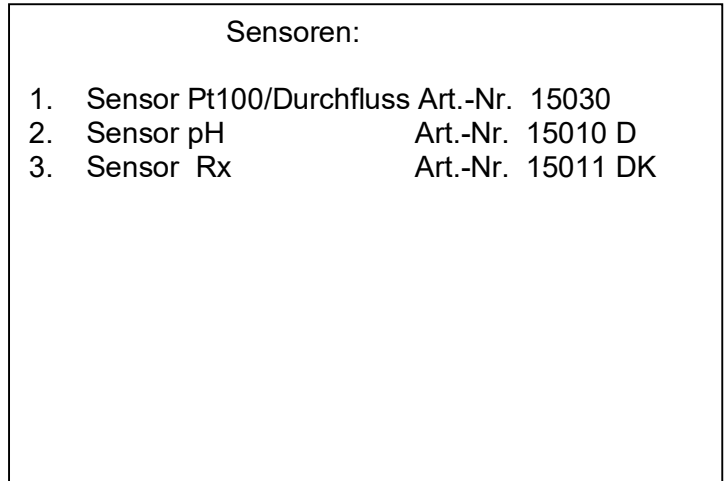 Sensoren:
1. Sensor Pt100/Durchfluss Art.-Nr. 15030
2. Sensor pH Art.-Nr. 15010 D
3. Sensor Rx Art.-Nr. 15011 DK